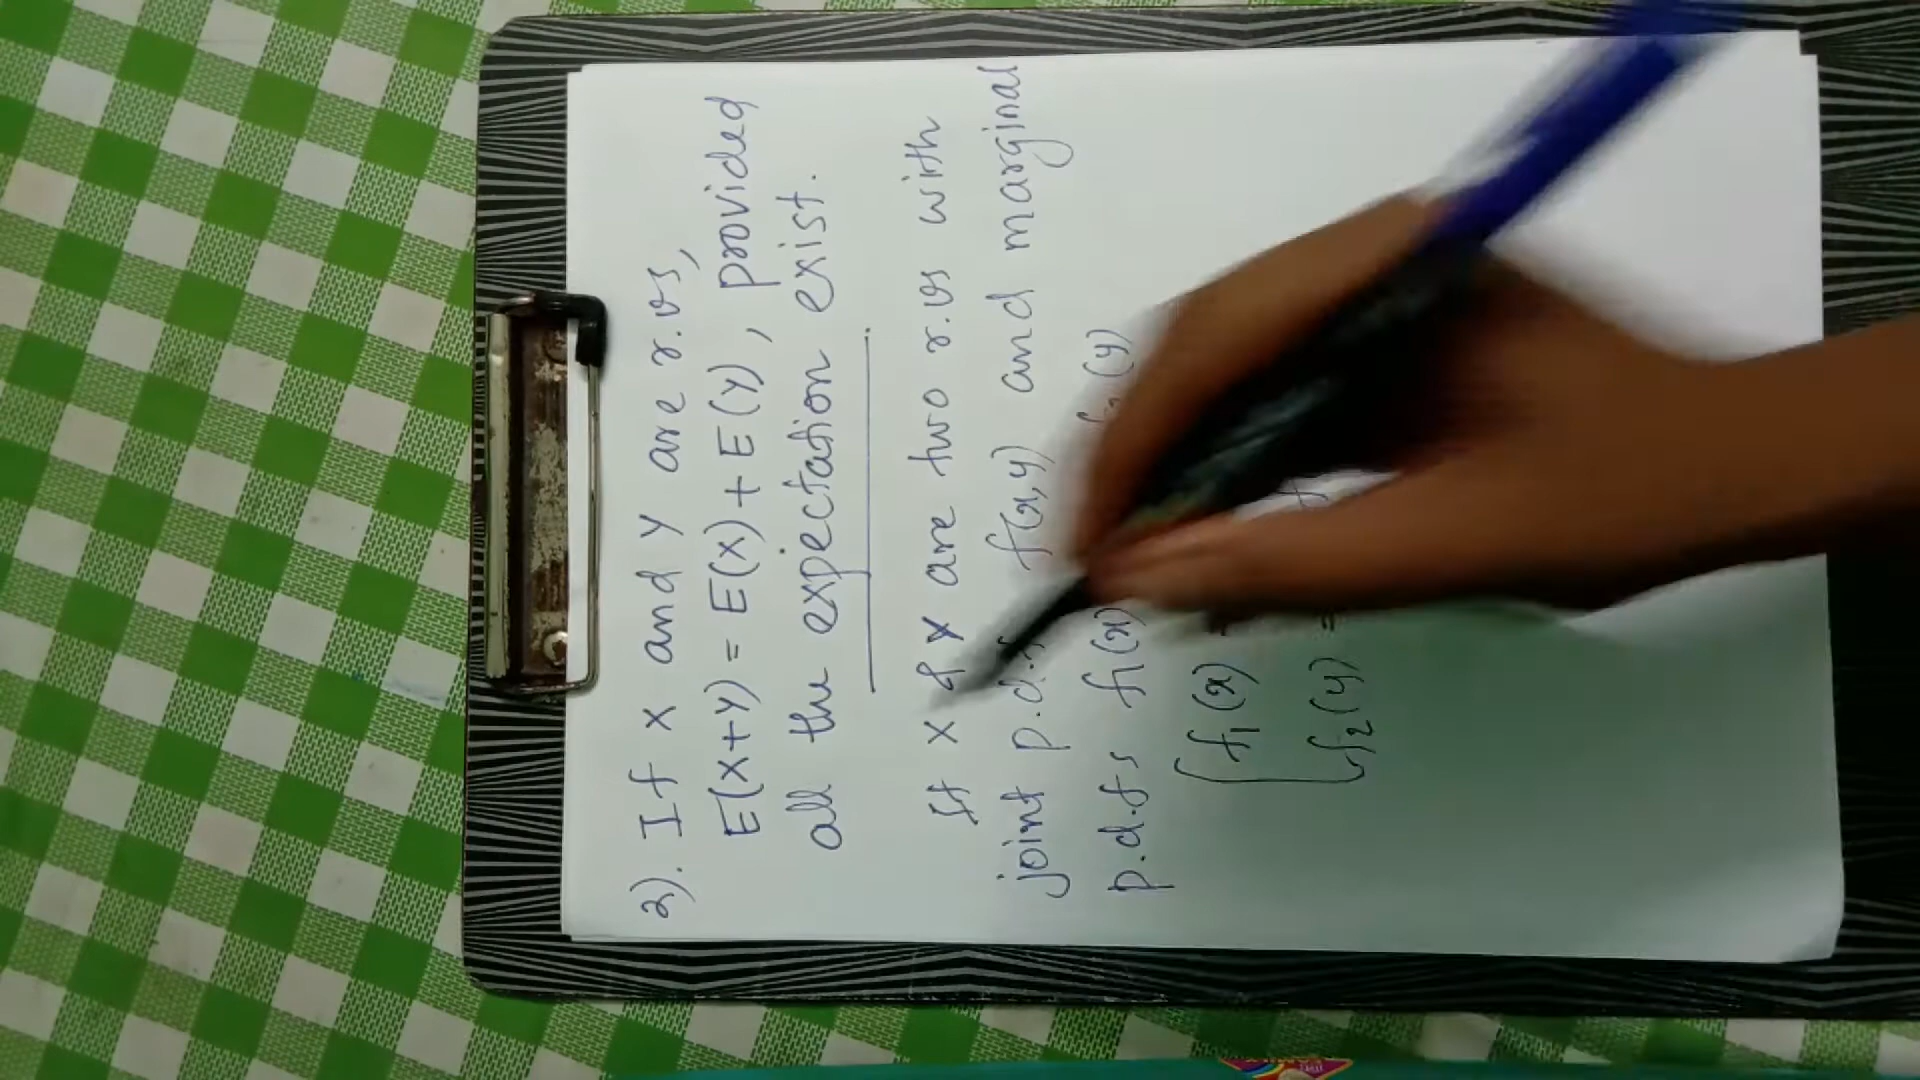 2). If X and Y are r.vs,
E(X+Y) = E(X) + E(Y), provided
all the expectation exist.
If X & Y are two r.vs with
joint p.d.f f(x,y) and marginal
p.d.fs f1(x) f2(y)
f1(x)
f2(y) =